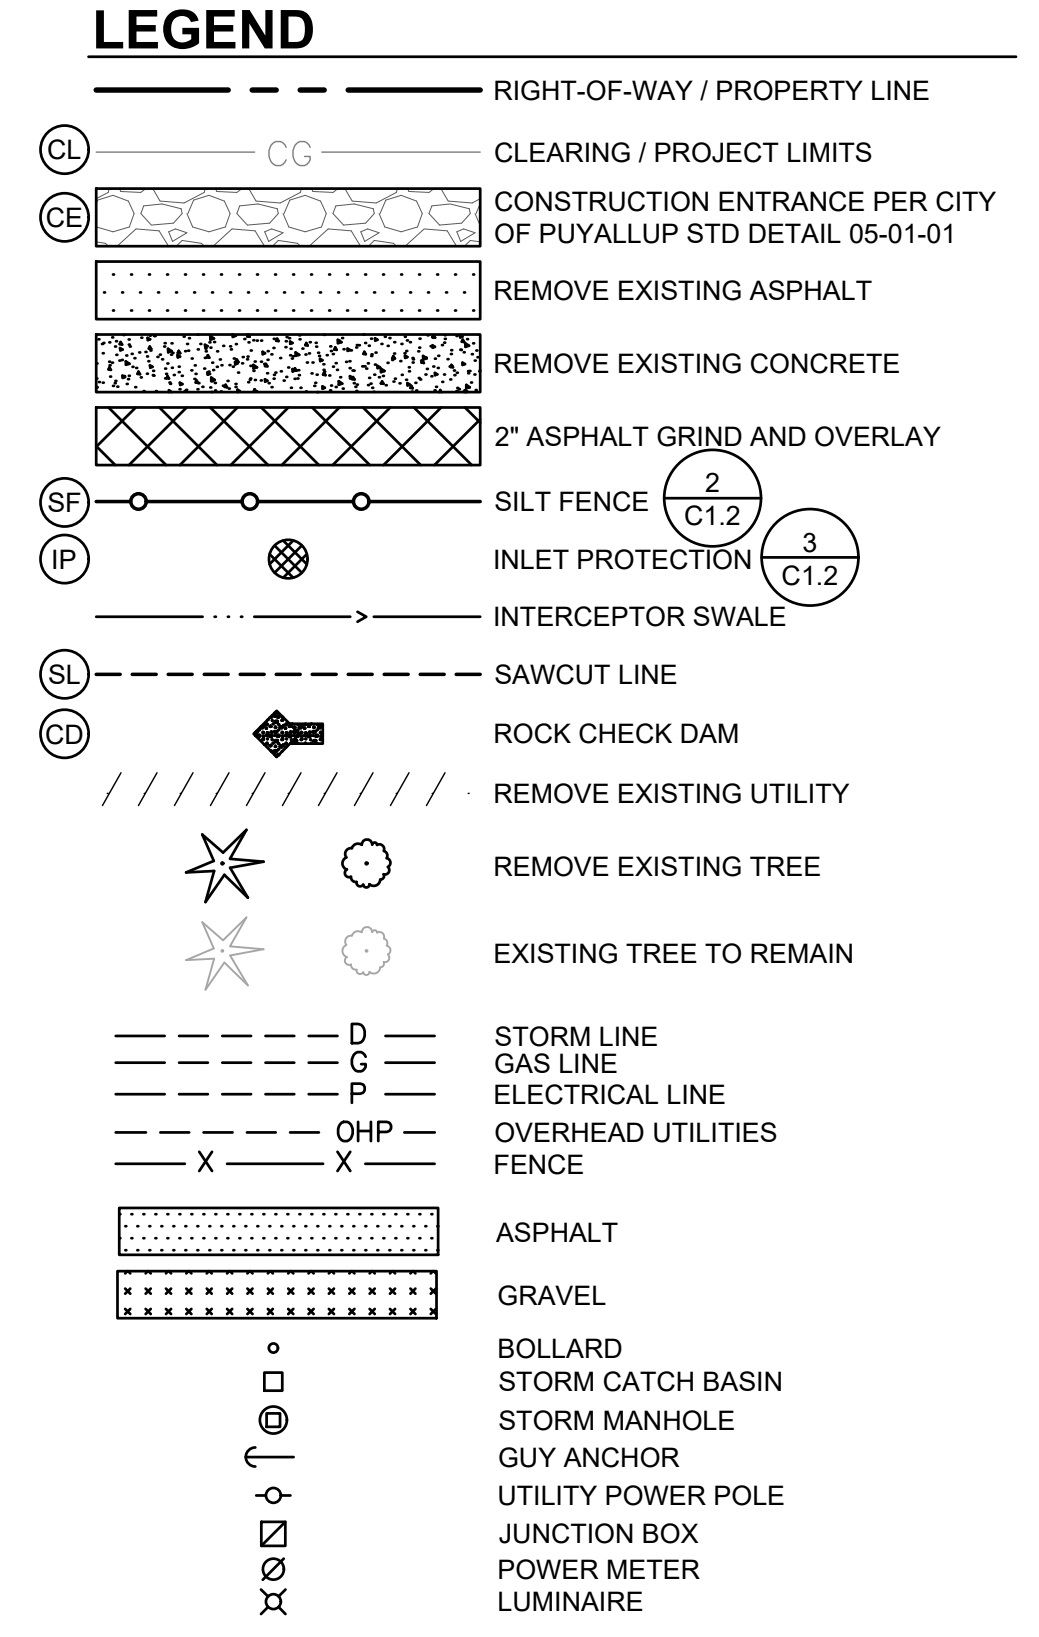 LEGEND
RIGHT-OF-WAY / PROPERTY LINE
CL CG CLEARING / PROJECT LIMITS
CE CONSTRUCTION ENTRANCE PER CITY
OF PUYALLUP STD DETAIL 05-01-01
REMOVE EXISTING ASPHALT
REMOVE EXISTING CONCRETE
2" ASPHALT GRIND AND OVERLAY
SF SILT FENCE 2
C1.2
IP INLET PROTECTION 3
C1.2
INTERCEPTOR SWALE
SL SAWCUT LINE
CD ROCK CHECK DAM
REMOVE EXISTING UTILITY
REMOVE EXISTING TREE
EXISTING TREE TO REMAIN
D STORM LINE
G GAS LINE
P ELECTRICAL LINE
OHP OVERHEAD UTILITIES
X X FENCE
ASPHALT
GRAVEL
BOLLARD
STORM CATCH BASIN
STORM MANHOLE
GUY ANCHOR
UTILITY POWER POLE
JUNCTION BOX
POWER METER
LUMINAIRE